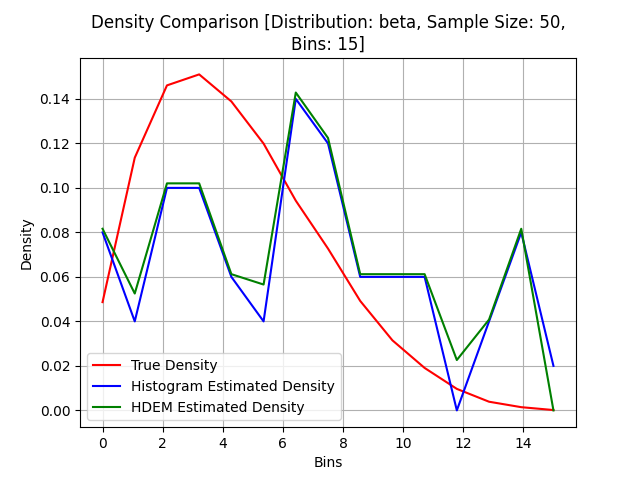 Density Comparison [Distribution: beta, Sample Size: 50,
Bins: 15]
Density
0.14
0.12
0.10
0.08
0.06
0.04
0.02
0.00
True Density
Histogram Estimated Density
HDEM Estimated Density
0 2 4 6 8 10 12 14
Bins